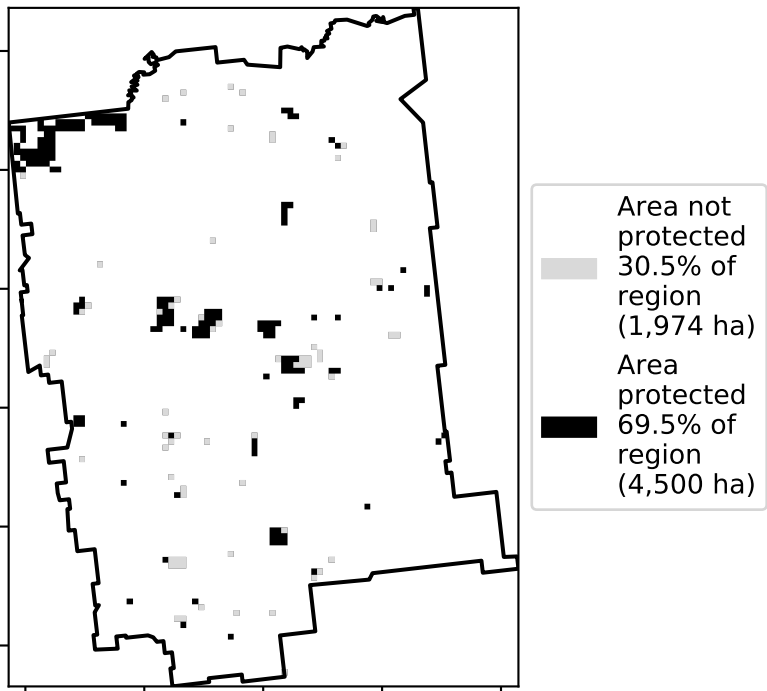 Area not
protected
30.5% of
region
(1,974 ha)
Area
protected
69.5% of
region
(4,500 ha)